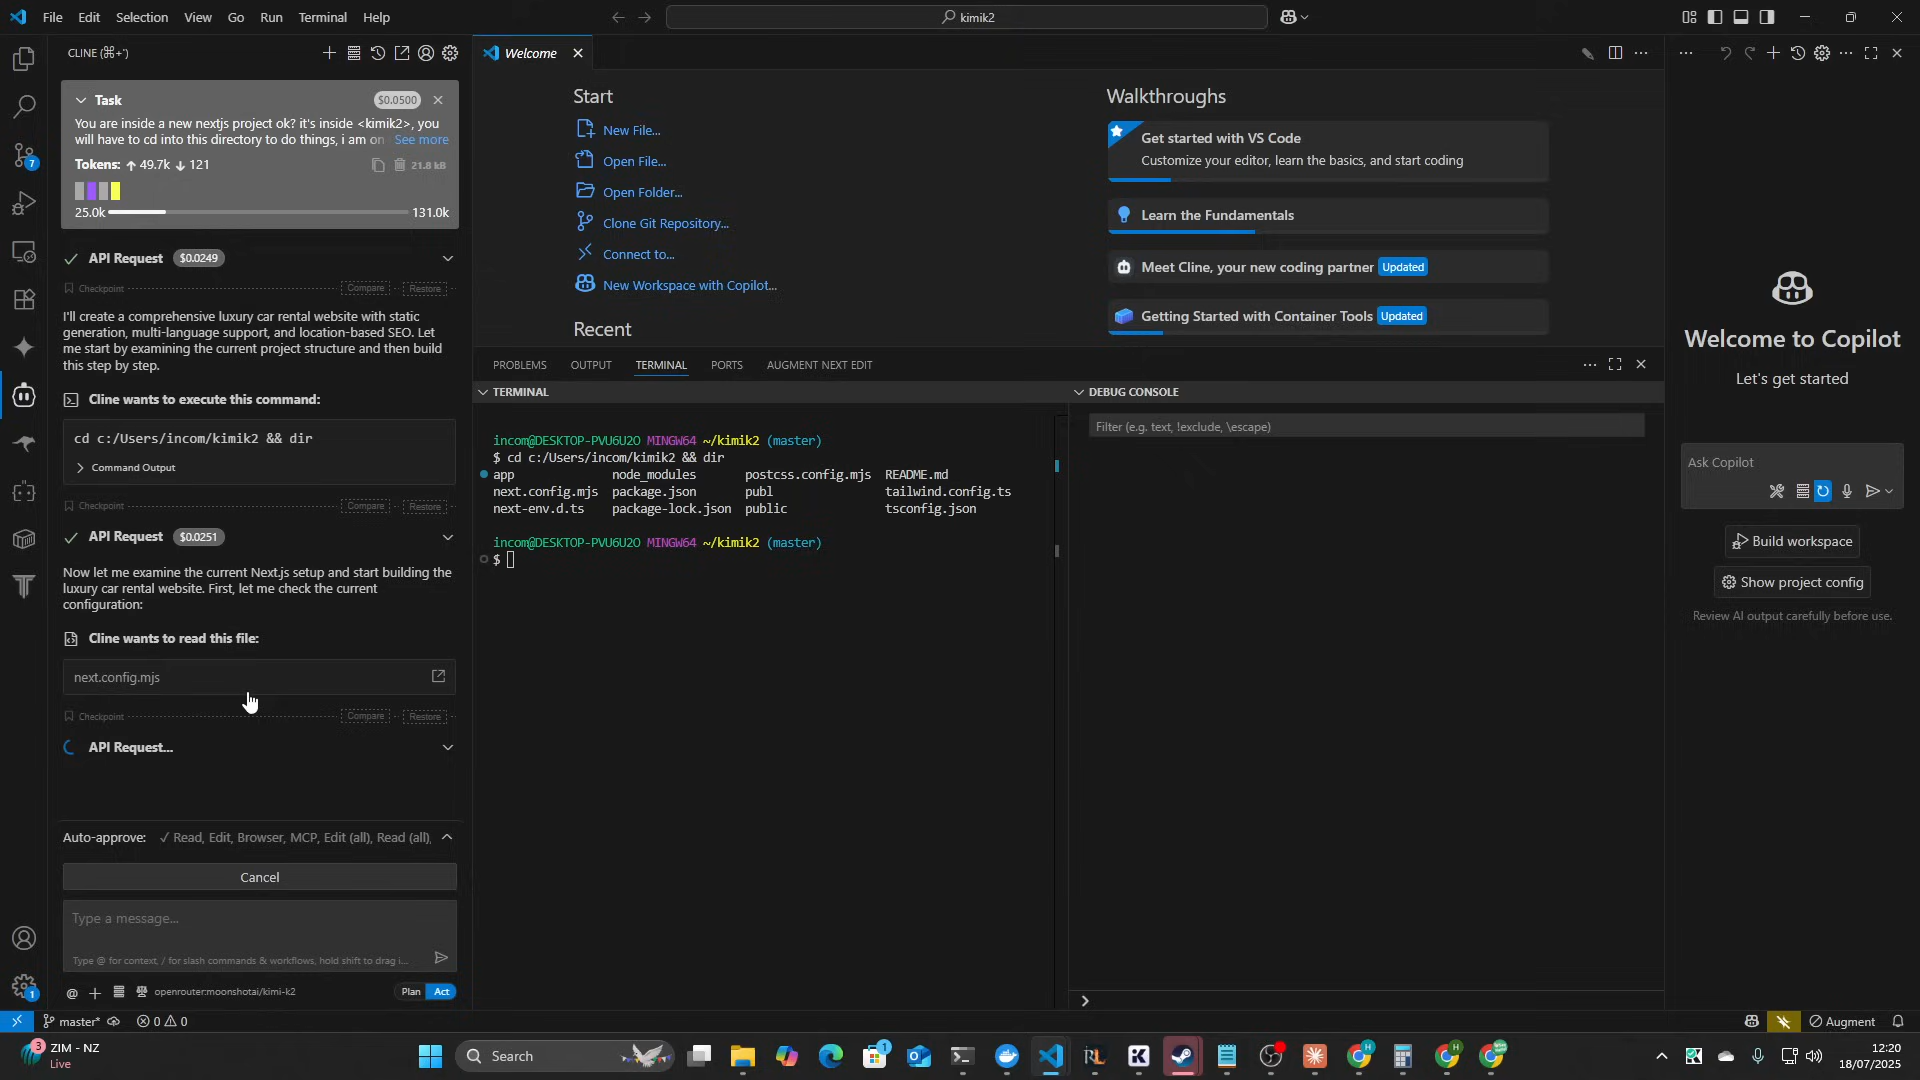 File Edit Selection View Go Run Terminal Help
kimik2
CLINE (⌘+')
Welcome
Task
$0.0500
You are inside a new nextjs project ok? it's inside <kimik2>, you
will have to cd into this directory to do things, i am on
See more
Tokens: ↑ 49.7k ↓ 121
21.8 kB
25.0k
131.0k
API Request $0.0249
Checkpoint Compare Restore
I'll create a comprehensive luxury car rental website with static
generation, multi-language support, and location-based SEO. Let
me start by examining the current project structure and then build
this step by step.
Cline wants to execute this command:
cd c:/Users/incom/kimik2 && dir
Command Output
Checkpoint Compare Restore
API Request $0.0251
Now let me examine the current Next.js setup and start building the
luxury car rental website. First, let me check the current
configuration:
Cline wants to read this file:
next.config.mjs
Checkpoint Compare Restore
API Request...
Auto-approve: ✓ Read, Edit, Browser, MCP, Edit (all), Read (all),
Cancel
Type a message...
Type @ for context, / for slash commands & workflows, hold shift to drag i...
@ + openrouter:moonshotai/kimi-k2
Plan Act
Start
New File...
Open File...
Open Folder...
Clone Git Repository...
Connect to...
New Workspace with Copilot...
Recent
Walkthroughs
Get started with VS Code
Customize your editor, learn the basics, and start coding
Learn the Fundamentals
Meet Cline, your new coding partner Updated
Getting Started with Container Tools Updated
PROBLEMS OUTPUT TERMINAL PORTS AUGMENT NEXT EDIT
TERMINAL
incom@DESKTOP-PVU6U2O MINGW64 ~/kimik2 (master)
$ cd c:/Users/incom/kimik2 && dir
app node_modules postcss.config.mjs README.md
next.config.mjs package.json publ tailwind.config.ts
next-env.d.ts package-lock.json public tsconfig.json
incom@DESKTOP-PVU6U2O MINGW64 ~/kimik2 (master)
$
DEBUG CONSOLE
Filter (e.g. text, !exclude, \escape)
Welcome to Copilot
Let's get started
Ask Copilot
Build workspace
Show project config
Review AI output carefully before use.
7
1
master*
0 0
Augment
3
ZIM - NZ
Live
Search
1
12:20
18/07/2025